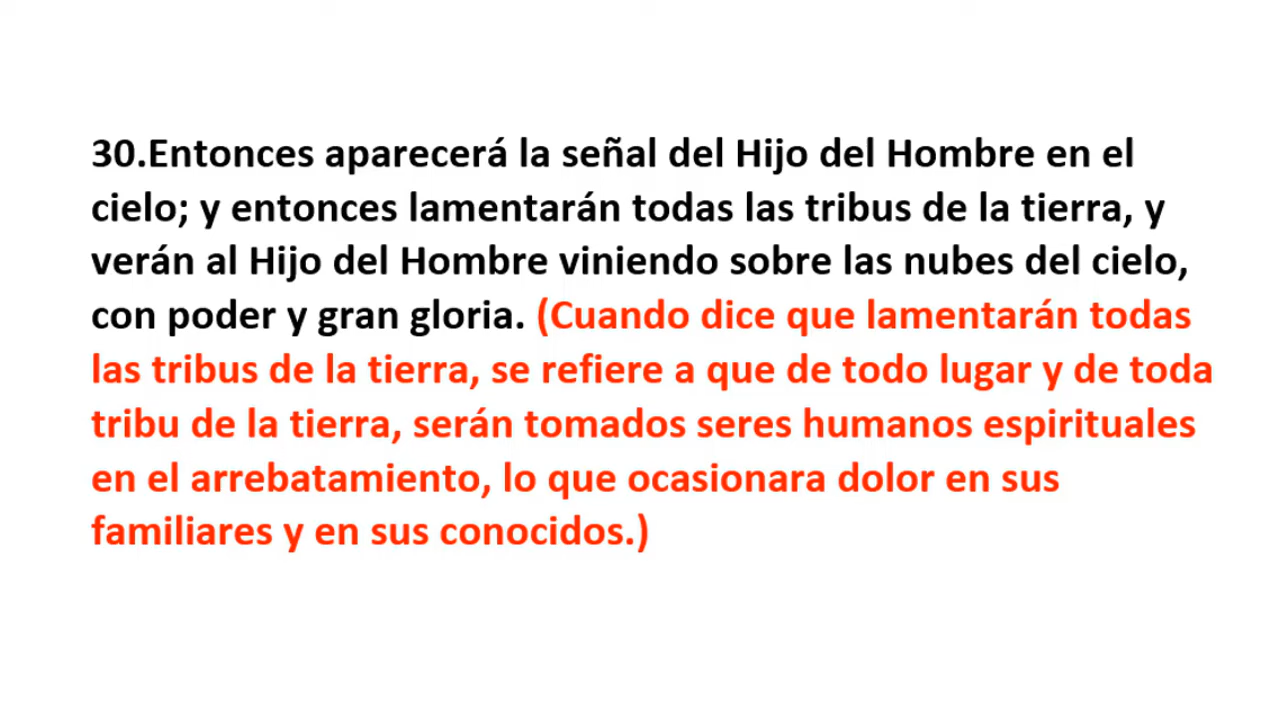 30.Entonces aparecerá la señal del Hijo del Hombre en el
cielo; y entonces lamentarán todas las tribus de la tierra, y
verán al Hijo del Hombre viniendo sobre las nubes del cielo,
con poder y gran gloria. (Cuando dice que lamentarán todas
las tribus de la tierra, se refiere a que de todo lugar y de toda
tribu de la tierra, serán tomados seres humanos espirituales
en el arrebatamiento, lo que ocasionara dolor en sus
familiares y en sus conocidos.)